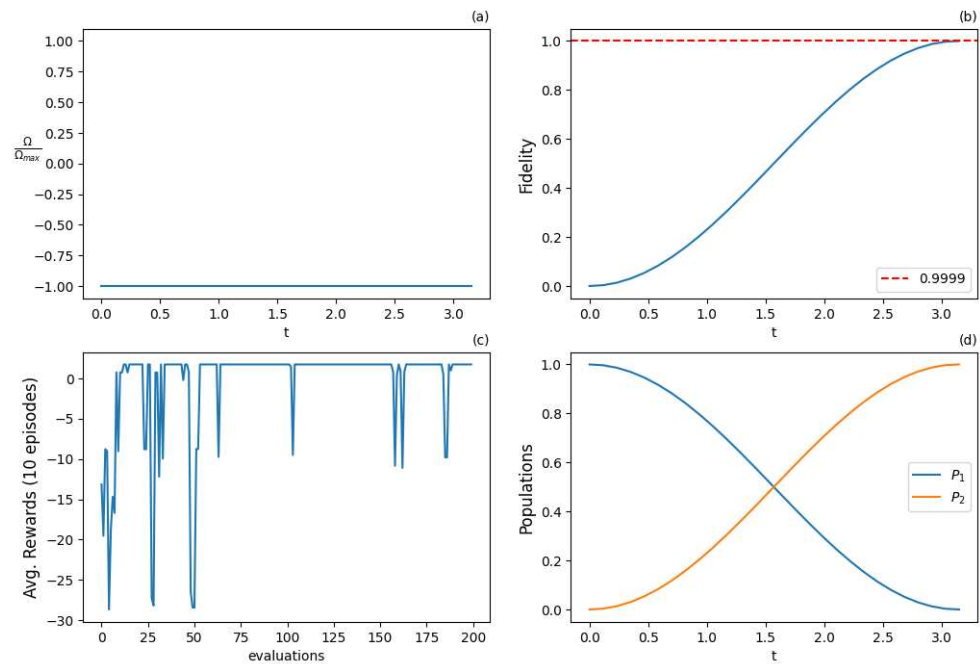 (a)
1.00
0.75
0.50
0.25
0.00
−0.25
−0.50
−0.75
−1.00
Ω
Ωmax
0.0 0.5 1.0 1.5 2.0 2.5 3.0
t
(b)
1.0
0.8
0.6
0.4
0.2
0.0
Fidelity
0.9999
0.0 0.5 1.0 1.5 2.0 2.5 3.0
t
(c)
0
−5
−10
−15
−20
−25
−30
Avg. Rewards (10 episodes)
0 25 50 75 100 125 150 175 200
evaluations
(d)
1.0
0.8
0.6
0.4
0.2
0.0
Populations
P1
P2
0.0 0.5 1.0 1.5 2.0 2.5 3.0
t